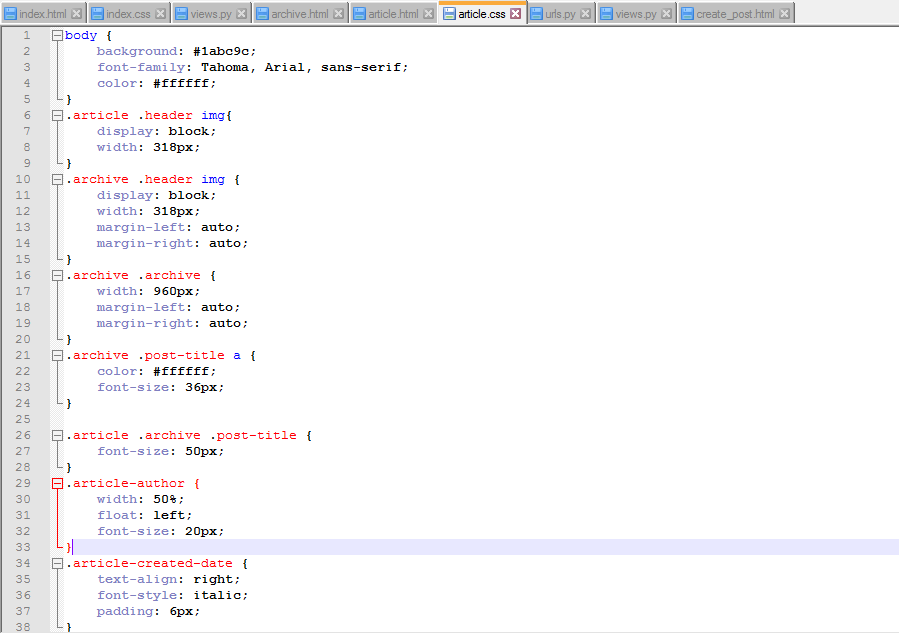 index.html index.css views.py archive.html article.html article.css urls.py views.py create_post.html
1 body {
2 background: #1abc9c;
3 font-family: Tahoma, Arial, sans-serif;
4 color: #ffffff;
5 }
6 .article .header img{
7 display: block;
8 width: 318px;
9 }
10 .archive .header img {
11 display: block;
12 width: 318px;
13 margin-left: auto;
14 margin-right: auto;
15 }
16 .archive .archive {
17 width: 960px;
18 margin-left: auto;
19 margin-right: auto;
20 }
21 .archive .post-title a {
22 color: #ffffff;
23 font-size: 36px;
24 }
25
26 .article .archive .post-title {
27 font-size: 50px;
28 }
29 .article-author {
30 width: 50%;
31 float: left;
32 font-size: 20px;
33 }
34 .article-created-date {
35 text-align: right;
36 font-style: italic;
37 padding: 6px;
38 }